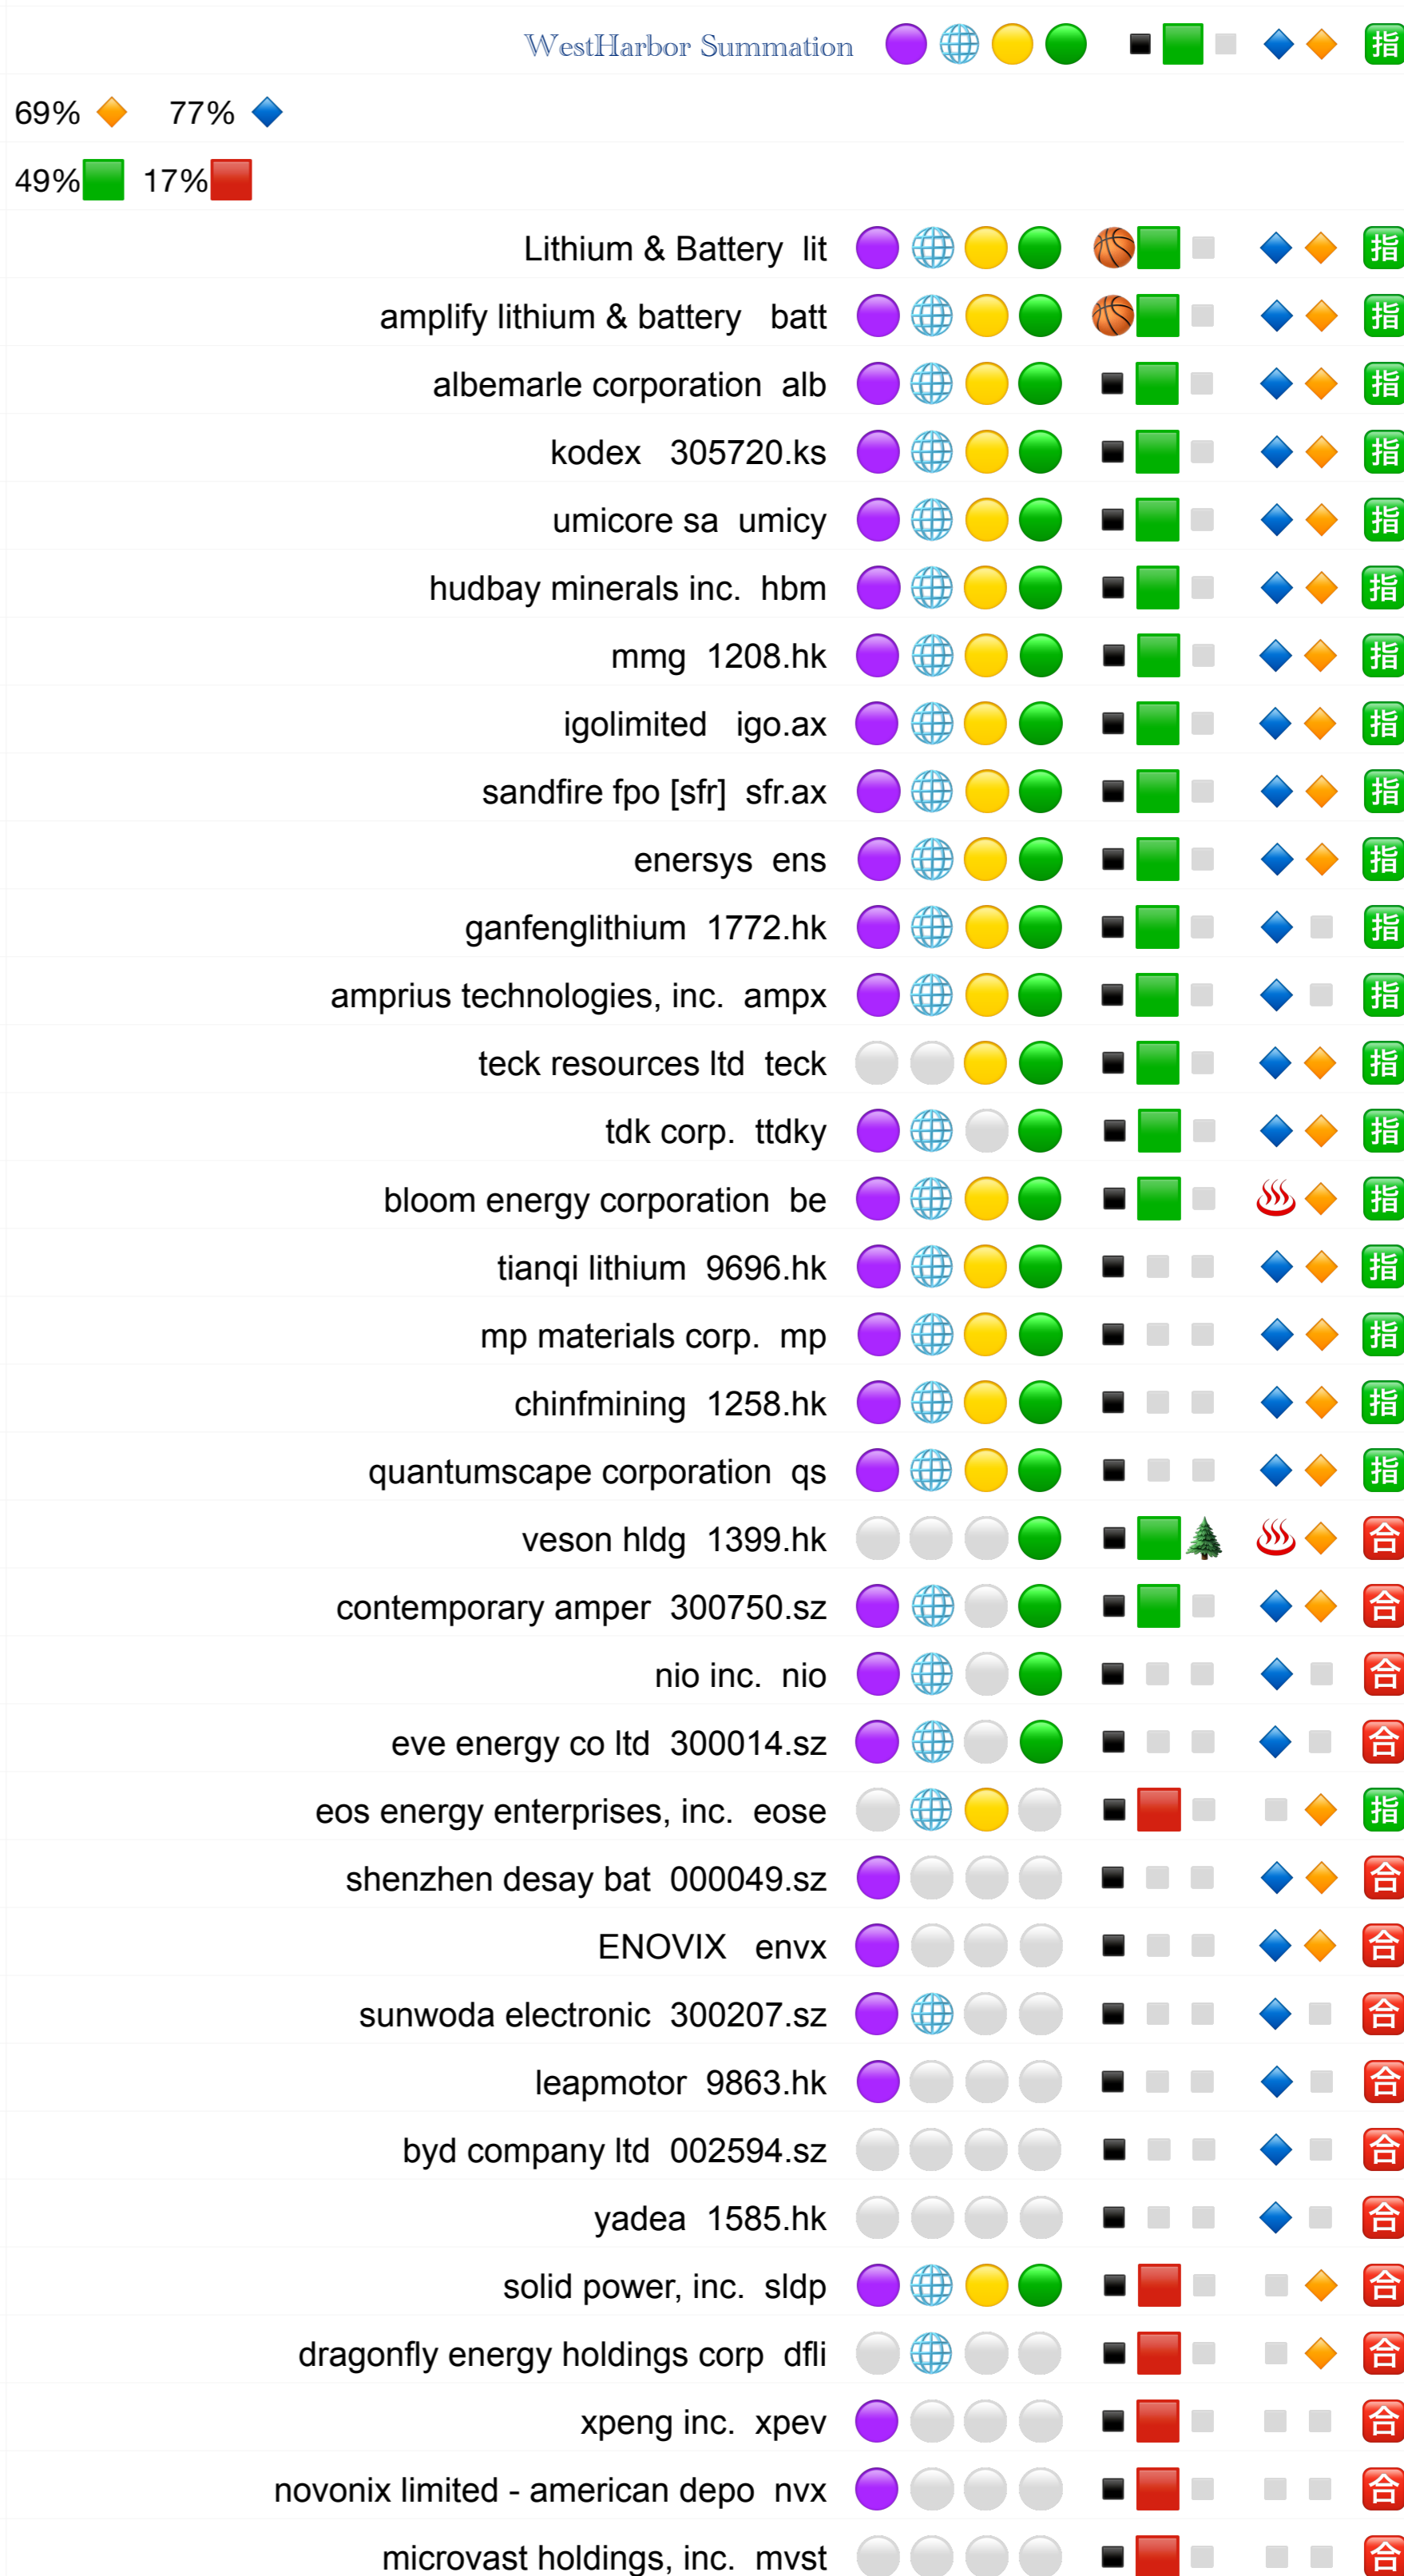 WestHarbor Summation 指
69% 77%
49% 17%
Lithium & Battery lit 指
amplify lithium & battery batt 指
albemarle corporation alb 指
kodex 305720.ks 指
umicore sa umicy 指
hudbay minerals inc. hbm 指
mmg 1208.hk 指
igolimited igo.ax 指
sandfire fpo [sfr] sfr.ax 指
enersys ens 指
ganfenglithium 1772.hk 指
amprius technologies, inc. ampx 指
teck resources ltd teck 指
tdk corp. ttdky 指
bloom energy corporation be 指
tianqi lithium 9696.hk 指
mp materials corp. mp 指
chinfmining 1258.hk 指
quantumscape corporation qs 指
veson hldg 1399.hk 合
contemporary amper 300750.sz 合
nio inc. nio 合
eve energy co ltd 300014.sz 合
eos energy enterprises, inc. eose 指
shenzhen desay bat 000049.sz 合
ENOVIX envx 合
sunwoda electronic 300207.sz 合
leapmotor 9863.hk 合
byd company ltd 002594.sz 合
yadea 1585.hk 合
solid power, inc. sldp 合
dragonfly energy holdings corp dfli 合
xpeng inc. xpev 合
novonix limited - american depo nvx 合
microvast holdings, inc. mvst 合